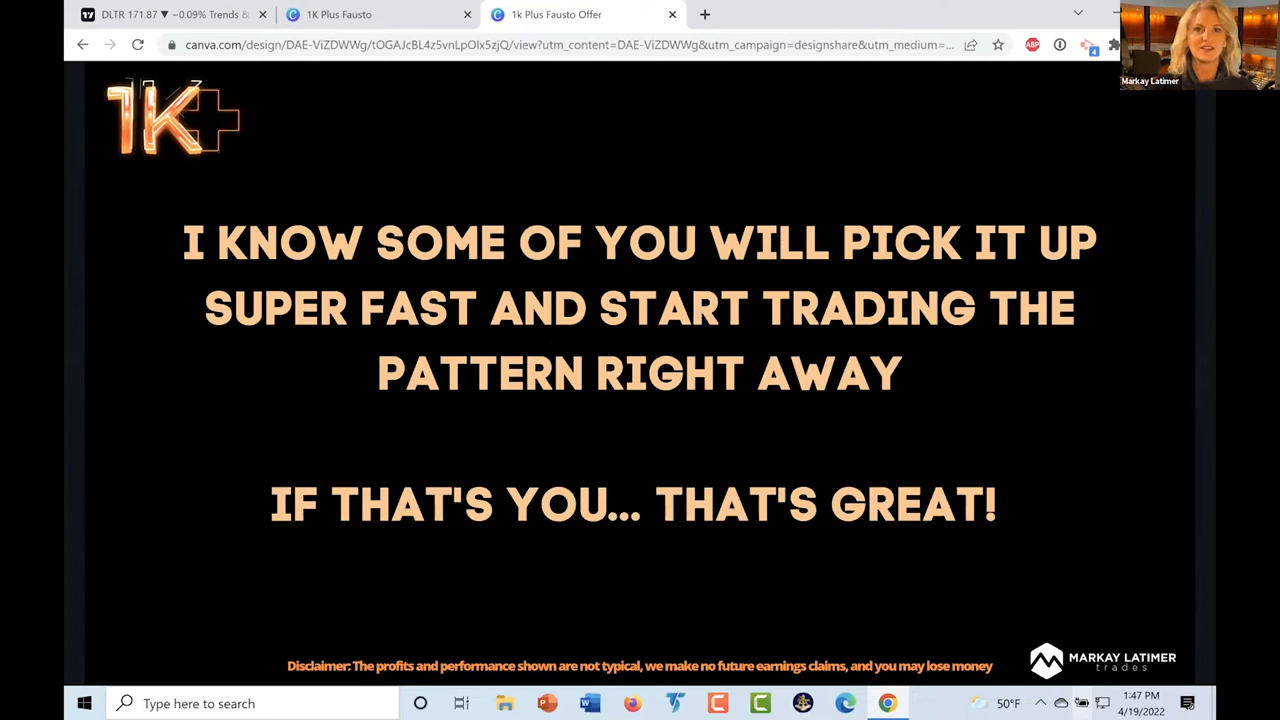 DLTR 171.87 ▼ −0.09% Trends &
1K Plus Fausto
1k Plus Fausto Offer
canva.com/design/DAE-ViZDWWg/tOGAJcBL4z5vnLpOIx5g3Q/view?utm_content=DAE-ViZDWWg&utm_campaign=designshare&utm_medium=...
ABP
4
Markay Latimer
1K+
I KNOW SOME OF YOU WILL PICK IT UP
SUPER FAST AND START TRADING THE
PATTERN RIGHT AWAY
IF THAT'S YOU... THAT'S GREAT!
Disclaimer: The profits and performance shown are not typical, we make no future earnings claims, and you may lose money
MARKAY LATIMER
trades
Type here to search
50°F
1:47 PM
4/19/2022